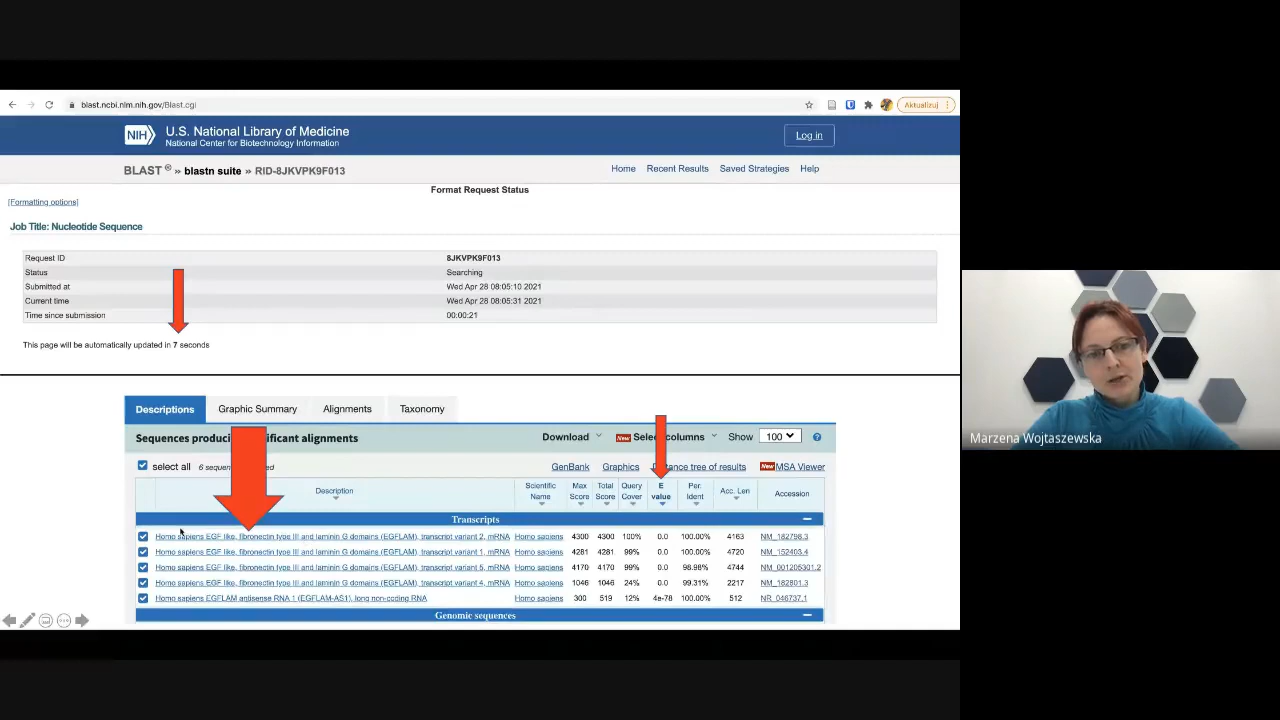 blast.ncbi.nlm.nih.gov/Blast.cgi
Aktualizuj
NIH
U.S. National Library of Medicine
National Center for Biotechnology Information
Log in
BLAST ® » blastn suite » RID-8JKVPK9F013
Home Recent Results Saved Strategies Help
Format Request Status
[Formatting options]
Job Title: Nucleotide Sequence
Request ID 8JKVPK9F013
Status Searching
Submitted at Wed Apr 28 08:05:10 2021
Current time Wed Apr 28 08:05:31 2021
Time since submission 00:00:21
This page will be automatically updated in 7 seconds
Descriptions Graphic Summary Alignments Taxonomy
Sequences produci ificant alignments
Download New Select columns Show 100 ?
select all 6 sequen ed
GenBank Graphics tance tree of results New MSA Viewer
Description Scientific Name Max Score Total Score Query Cover E value Per. Ident Acc. Len Accession
Transcripts
Homo sapiens EGF like, fibronectin type III and laminin G domains (EGFLAM), transcript variant 2, mRNA Homo sapiens 4300 4300 100% 0.0 100.00% 4163 NM_182798.3
Homo sapiens EGF like, fibronectin type III and laminin G domains (EGFLAM), transcript variant 1, mRNA Homo sapiens 4281 4281 99% 0.0 100.00% 4720 NM_152403.4
Homo sapiens EGF like, fibronectin type III and laminin G domains (EGFLAM), transcript variant 5, mRNA Homo sapiens 4170 4170 99% 0.0 98.98% 4744 NM_001205301.2
Homo sapiens EGF like, fibronectin type III and laminin G domains (EGFLAM), transcript variant 4, mRNA Homo sapiens 1046 1046 24% 0.0 99.31% 2217 NM_182801.3
Homo sapiens EGFLAM antisense RNA 1 (EGFLAM-AS1), long non-coding RNA Homo sapiens 300 519 12% 4e-78 100.00% 512 NR_046737.1
Genomic sequences
Marzena Wojtaszewska